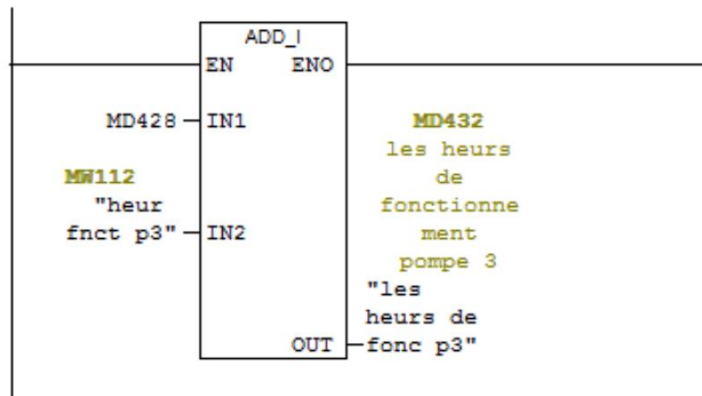 ADD_I
EN ENO
MD428 IN1
MD432
les heurs
de
fonctionne
ment
pompe 3
MW112
"heur
fnct p3" IN2
"les
heurs de
OUT fonc p3"